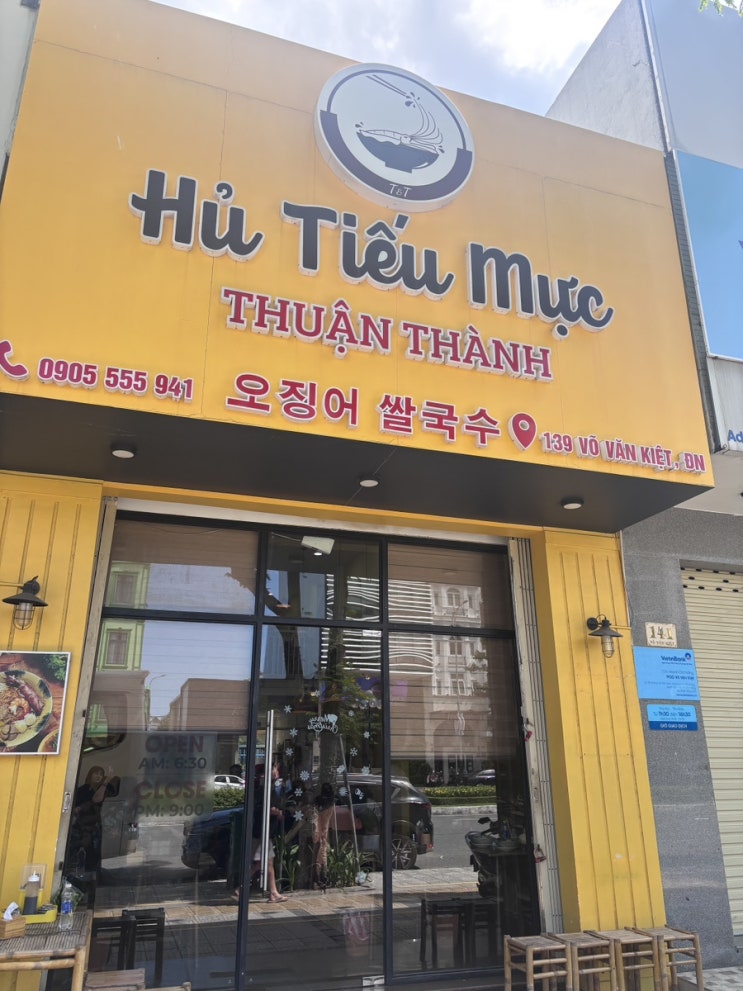 T&T
Hủ Tiếu Mực
THUẬN THÀNH
0905 555 941
오징어 쌀국수
139 VÕ VĂN KIỆT, ĐN
OPEN
AM: 6:30
CLOSE
PM: 9:00
141
VietinBank